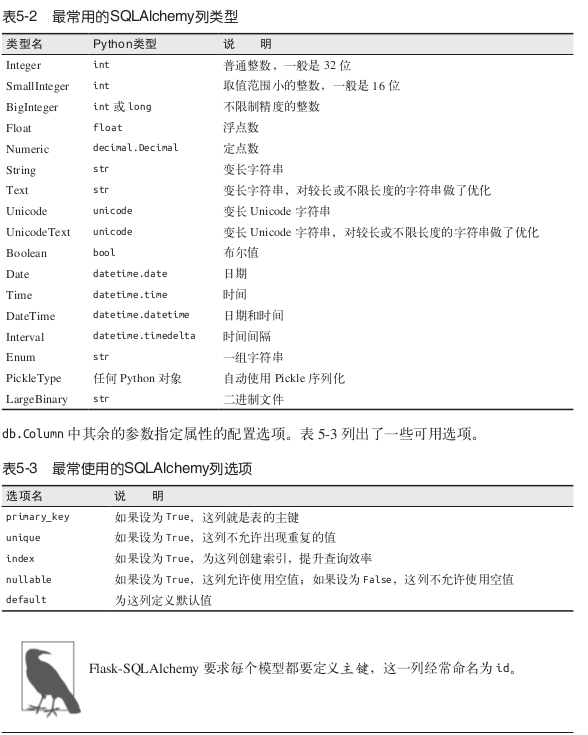 表5-2 最常用的SQLAlchemy列类型
类型名 Python类型 说 明
Integer int 普通整数，一般是 32 位
SmallInteger int 取值范围小的整数，一般是 16 位
BigInteger int 或 long 不限制精度的整数
Float float 浮点数
Numeric decimal.Decimal 定点数
String str 变长字符串
Text str 变长字符串，对较长或不限长度的字符串做了优化
Unicode unicode 变长 Unicode 字符串
UnicodeText unicode 变长 Unicode 字符串，对较长或不限长度的字符串做了优化
Boolean bool 布尔值
Date datetime.date 日期
Time datetime.time 时间
DateTime datetime.datetime 日期和时间
Interval datetime.timedelta 时间间隔
Enum str 一组字符串
PickleType 任何 Python 对象 自动使用 Pickle 序列化
LargeBinary str 二进制文件
db.Column 中其余的参数指定属性的配置选项。表 5-3 列出了一些可用选项。
表5-3 最常使用的SQLAlchemy列选项
选项名 说 明
primary_key 如果设为 True，这列就是表的主键
unique 如果设为 True，这列不允许出现重复的值
index 如果设为 True，为这列创建索引，提升查询效率
nullable 如果设为 True，这列允许使用空值；如果设为 False，这列不允许使用空值
default 为这列定义默认值
Flask-SQLAlchemy 要求每个模型都要定义主键，这一列经常命名为 id。